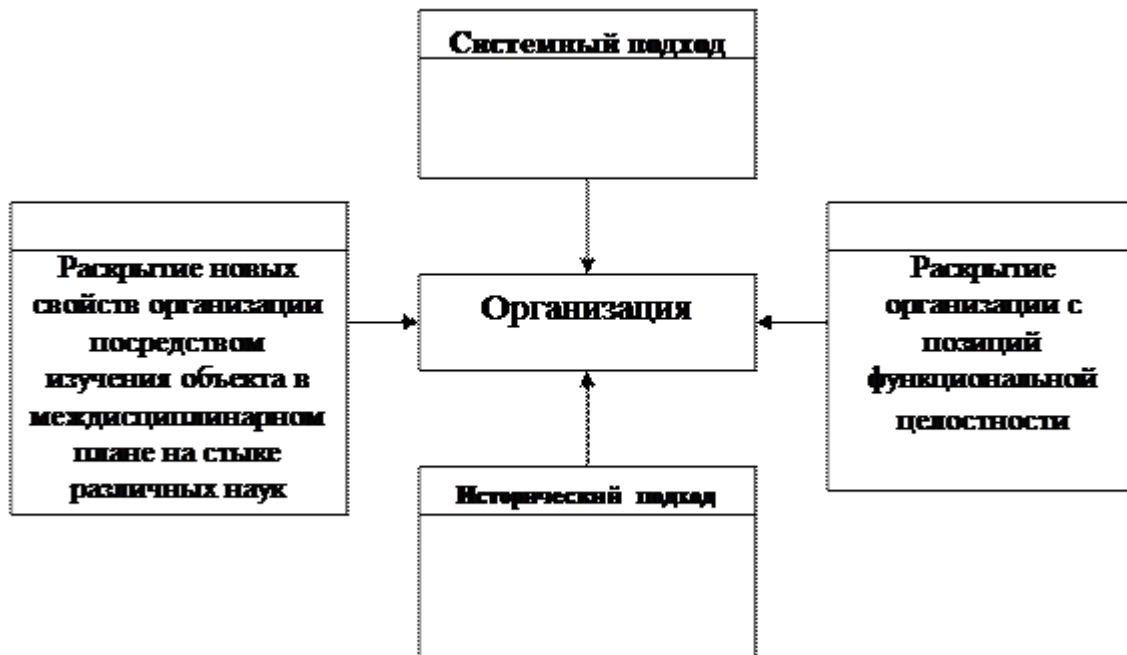 Системный подход
Раскрытие новых
свойств организации
посредством
изучения объекта в
междисциплинарном
плане на стыке
различных наук
Организация
Раскрытие
организации с
позиций
функциональной
целостности
Исторический подход